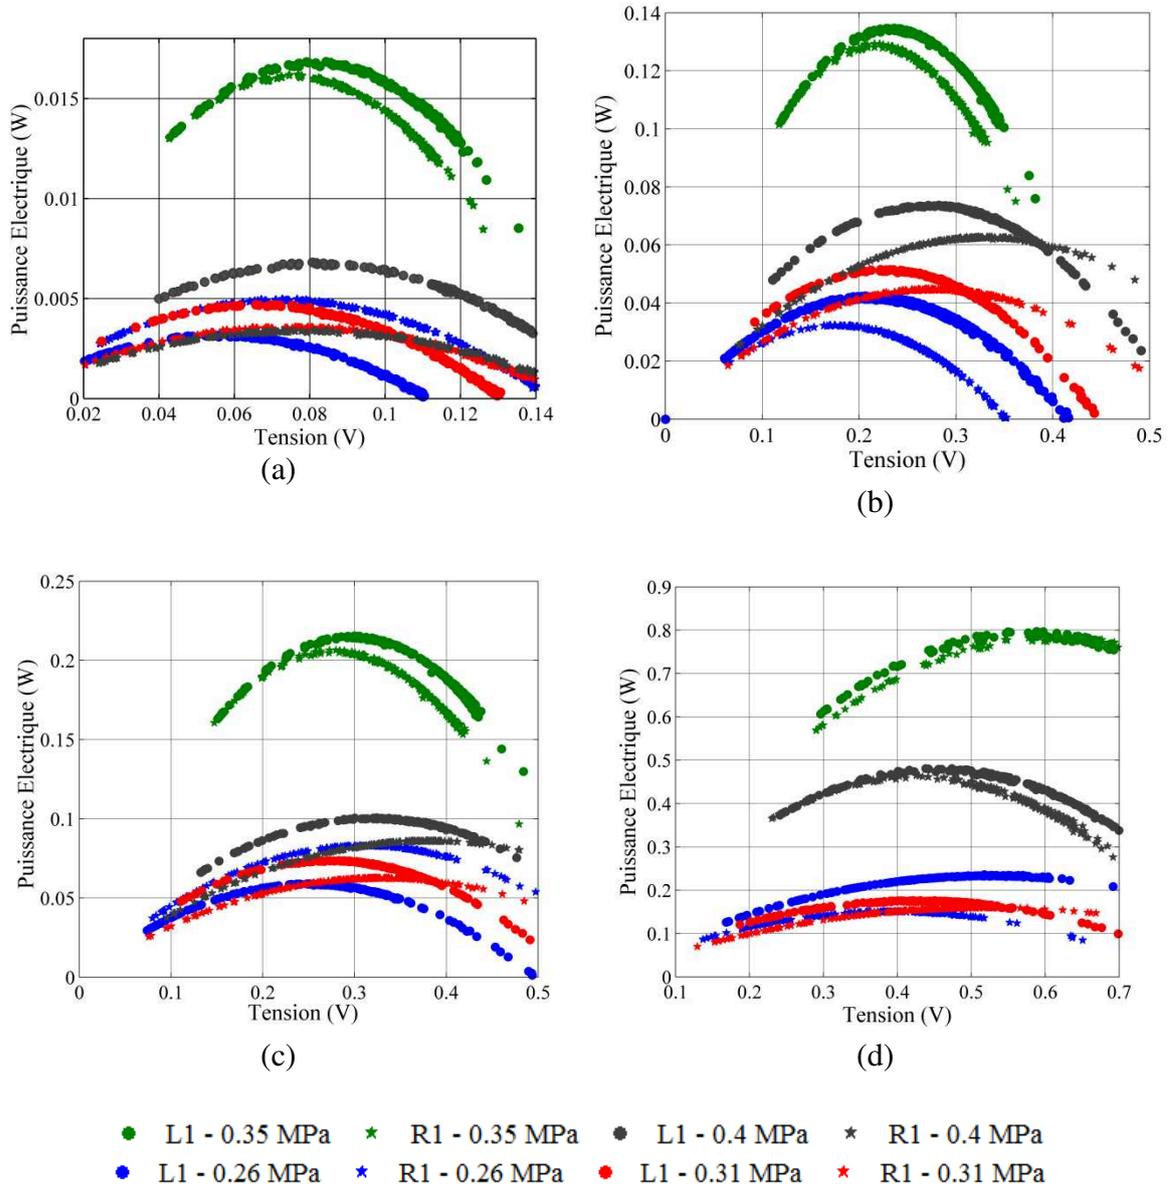 Puissance Electrique (W)
0.015
0.01
0.005
0
0.02 0.04 0.06 0.08 0.1 0.12 0.14
Tension (V)
(a)
Puissance Electrique (W)
0.14
0.12
0.1
0.08
0.06
0.04
0.02
0
0 0.1 0.2 0.3 0.4 0.5
Tension (V)
(b)
Puissance Electrique (W)
0.25
0.2
0.15
0.1
0.05
0
0 0.1 0.2 0.3 0.4 0.5
Tension (V)
(c)
Puissance Electrique (W)
0.9
0.8
0.7
0.6
0.5
0.4
0.3
0.2
0.1
0
0.1 0.2 0.3 0.4 0.5 0.6 0.7
Tension (V)
(d)
L1 - 0.35 MPa R1 - 0.35 MPa L1 - 0.4 MPa R1 - 0.4 MPa
L1 - 0.26 MPa R1 - 0.26 MPa L1 - 0.31 MPa R1 - 0.31 MPa